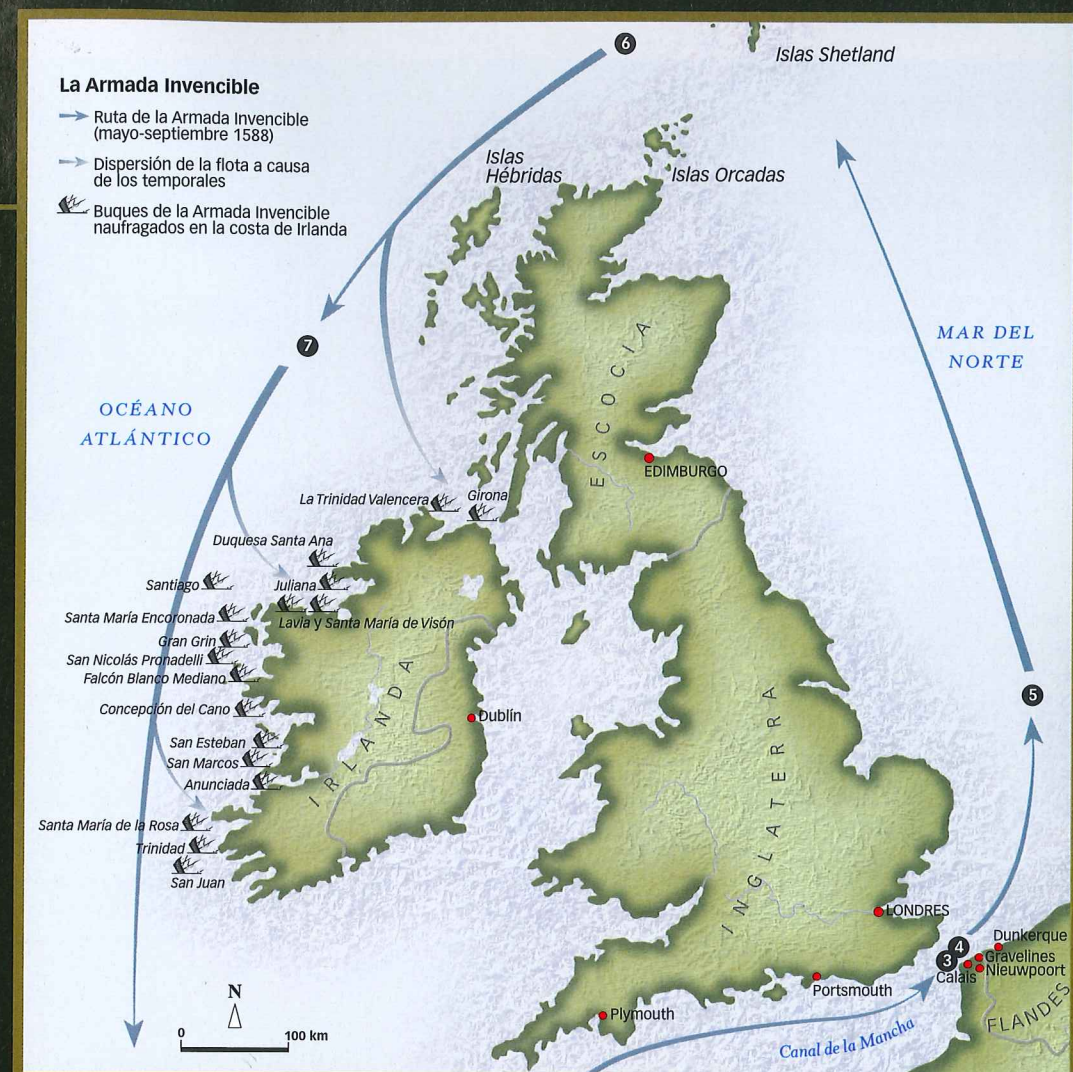 6
Islas Shetland
La Armada Invencible
Ruta de la Armada Invencible
(mayo-septiembre 1588)
Dispersión de la flota a causa
de los temporales
Buques de la Armada Invencible
naufragados en la costa de Irlanda
Islas
Hébridas
Islas Orcadas
MAR DEL
NORTE
7
OCÉANO
ATLÁNTICO
ESCOCIA
EDIMBURGO
La Trinidad Valencera
Girona
Duquesa Santa Ana
Santiago
Juliana
Santa María Encoronada
Lavia y Santa María de Visón
Gran Grin
San Nicolás Pronadelli
Falcón Blanco Mediano
Concepción del Cano
Dublín
San Esteban
San Marcos
Anunciada
IRLANDA
Santa María de la Rosa
Trinidad
San Juan
5
INGLATERRA
LONDRES
4
3
Dunkerque
Gravelines
Nieuwpoort
Calais
FLANDES
Portsmouth
Plymouth
Canal de la Mancha
N
0
100 km